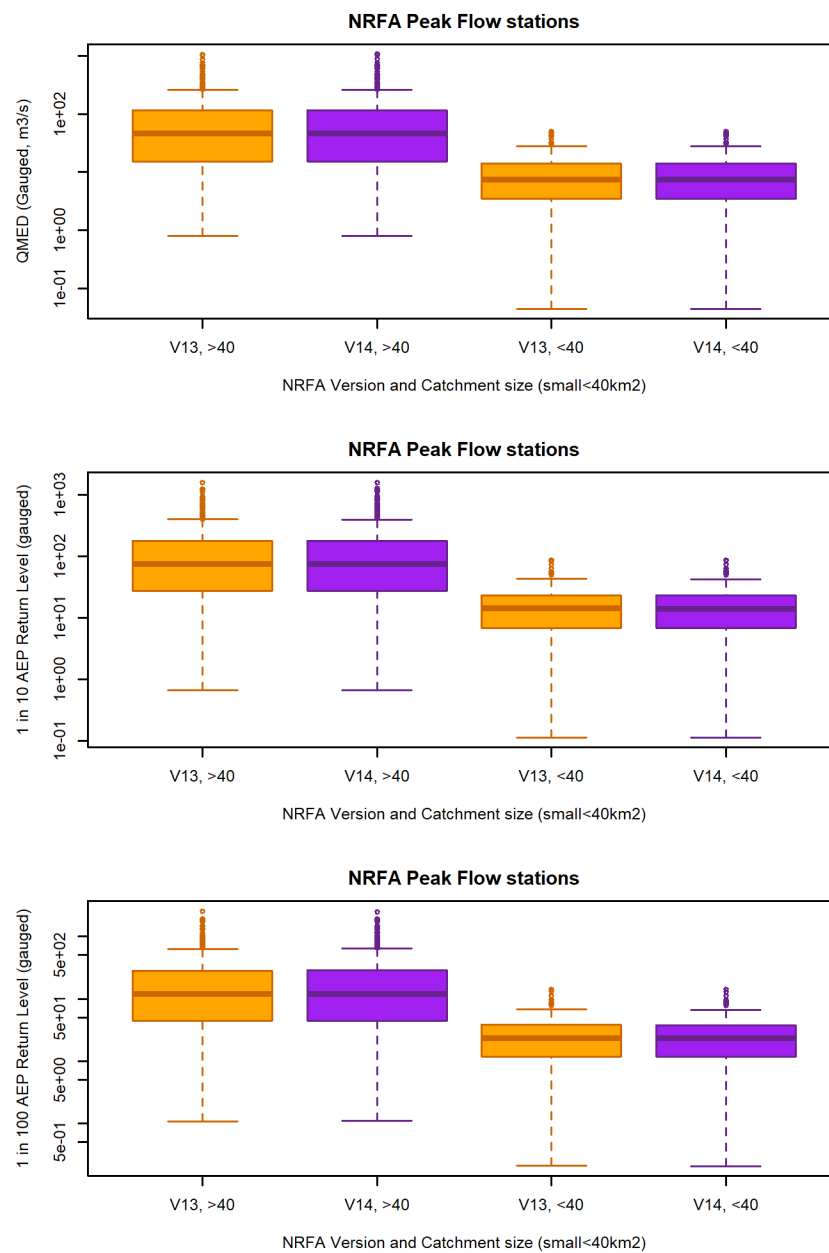 NRFA Peak Flow stations
QMED (Gauged, m3/s)
1e+02
1e+00
1e-01
V13, >40 V14, >40 V13, <40 V14, <40
NRFA Version and Catchment size (small<40km2)
NRFA Peak Flow stations
1 in 10 AEP Return Level (gauged)
1e+03
1e+02
1e+01
1e+00
1e-01
V13, >40 V14, >40 V13, <40 V14, <40
NRFA Version and Catchment size (small<40km2)
NRFA Peak Flow stations
1 in 100 AEP Return Level (gauged)
5e+02
5e+01
5e+00
5e-01
V13, >40 V14, >40 V13, <40 V14, <40
NRFA Version and Catchment size (small<40km2)